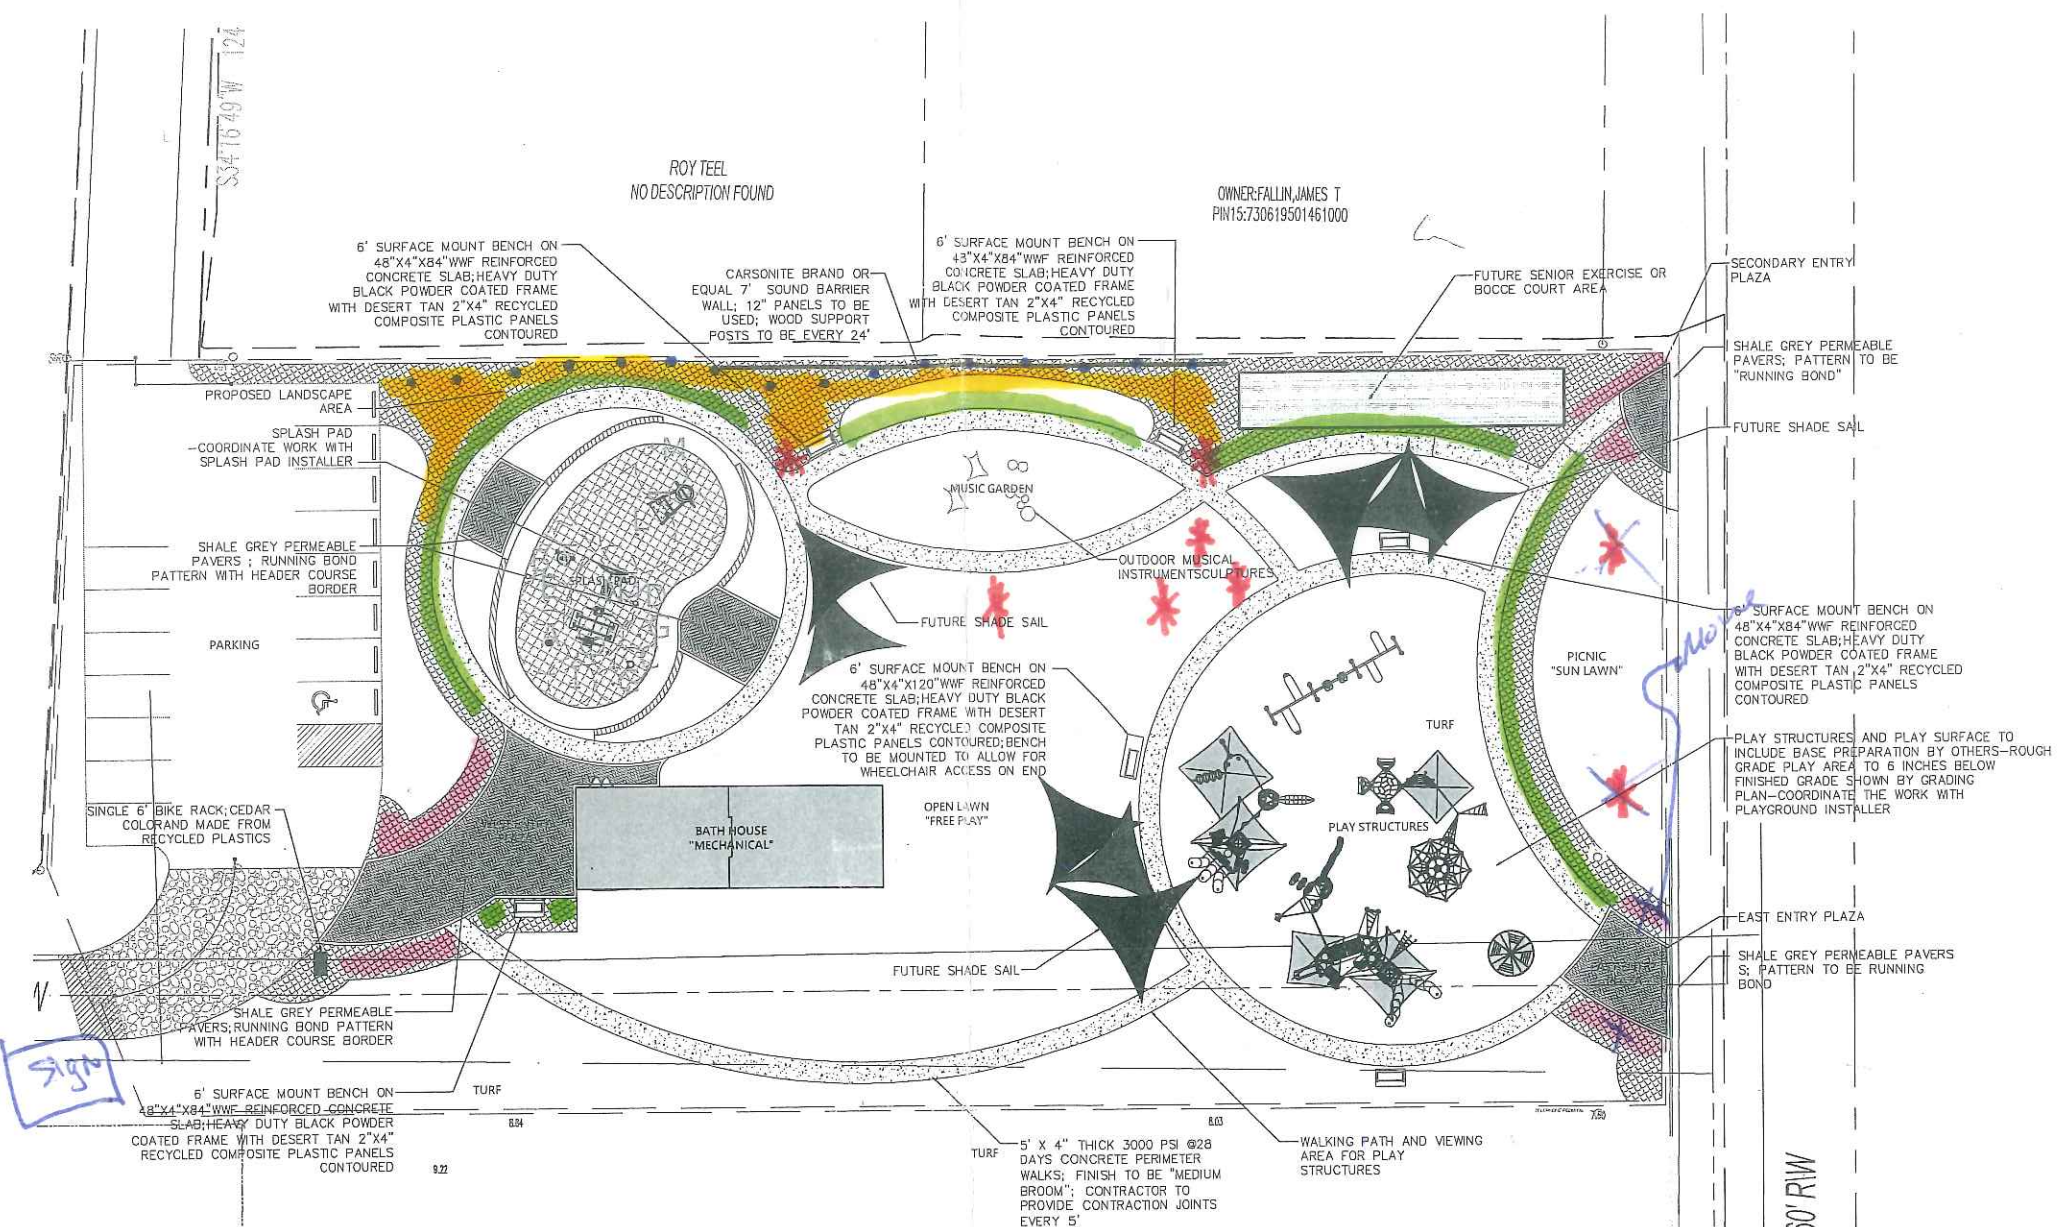 S34°16'49"W 124
ROY TEEL
NO DESCRIPTION FOUND
OWNER:FALLIN,JAMES T
PIN15:730619501461000
6' SURFACE MOUNT BENCH ON
48"X4"X84"WWF REINFORCED
CONCRETE SLAB;HEAVY DUTY
BLACK POWDER COATED FRAME
WITH DESERT TAN 2"X4" RECYCLED
COMPOSITE PLASTIC PANELS
CONTOURED
CARSONITE BRAND OR
EQUAL 7' SOUND BARRIER
WALL; 12" PANELS TO BE
USED; WOOD SUPPORT
POSTS TO BE EVERY 24'
6' SURFACE MOUNT BENCH ON
48"X4"X84"WWF REINFORCED
CONCRETE SLAB;HEAVY DUTY
BLACK POWDER COATED FRAME
WITH DESERT TAN 2"X4" RECYCLED
COMPOSITE PLASTIC PANELS
CONTOURED
FUTURE SENIOR EXERCISE OR
BOCCE COURT AREA
SECONDARY ENTRY
PLAZA
SHALE GREY PERMEABLE
PAVERS; PATTERN TO BE
"RUNNING BOND"
FUTURE SHADE SAIL
PROPOSED LANDSCAPE
AREA
SPLASH PAD
-COORDINATE WORK WITH
SPLASH PAD INSTALLER
SHALE GREY PERMEABLE
PAVERS ; RUNNING BOND
PATTERN WITH HEADER COURSE
BORDER
PARKING
SPLASH PAD
MUSIC GARDEN
OUTDOOR MUSICAL
INSTRUMENTSCULPTURES
FUTURE SHADE SAIL
6' SURFACE MOUNT BENCH ON
48"X4"X120"WWF REINFORCED
CONCRETE SLAB;HEAVY DUTY BLACK
POWDER COATED FRAME WITH DESERT
TAN 2"X4" RECYCLED COMPOSITE
PLASTIC PANELS CONTOURED;BENCH
TO BE MOUNTED TO ALLOW FOR
WHEELCHAIR ACCESS ON END
PICNIC
"SUN LAWN"
TURF
Move
6' SURFACE MOUNT BENCH ON
48"X4"X84"WWF REINFORCED
CONCRETE SLAB;HEAVY DUTY
BLACK POWDER COATED FRAME
WITH DESERT TAN 2"X4" RECYCLED
COMPOSITE PLASTIC PANELS
CONTOURED
PLAY STRUCTURES AND PLAY SURFACE TO
INCLUDE BASE PREPARATION BY OTHERS-ROUGH
GRADE PLAY AREA TO 6 INCHES BELOW
FINISHED GRADE SHOWN BY GRADING
PLAN-COORDINATE THE WORK WITH
PLAYGROUND INSTALLER
SINGLE 6' BIKE RACK;CEDAR
COLORAND MADE FROM
RECYCLED PLASTICS
BATH HOUSE
"MECHANICAL"
OPEN LAWN
"FREE PLAY"
PLAY STRUCTURES
FUTURE SHADE SAIL
EAST ENTRY PLAZA
SHALE GREY PERMEABLE PAVERS
S; PATTERN TO BE RUNNING
BOND
SHALE GREY PERMEABLE
PAVERS;RUNNING BOND PATTERN
WITH HEADER COURSE BORDER
Sign
6' SURFACE MOUNT BENCH ON
48"X4"X84"WWF REINFORCED CONCRETE
SLAB;HEAVY DUTY BLACK POWDER
COATED FRAME WITH DESERT TAN 2"X4"
RECYCLED COMPOSITE PLASTIC PANELS
CONTOURED
TURF
8.84
9.22
TURF
5' X 4" THICK 3000 PSI @28
DAYS CONCRETE PERIMETER
WALKS; FINISH TO BE "MEDIUM
BROOM"; CONTRACTOR TO
PROVIDE CONTRACTION JOINTS
EVERY 5'
8.03
WALKING PATH AND VIEWING
AREA FOR PLAY
STRUCTURES
60' R/W